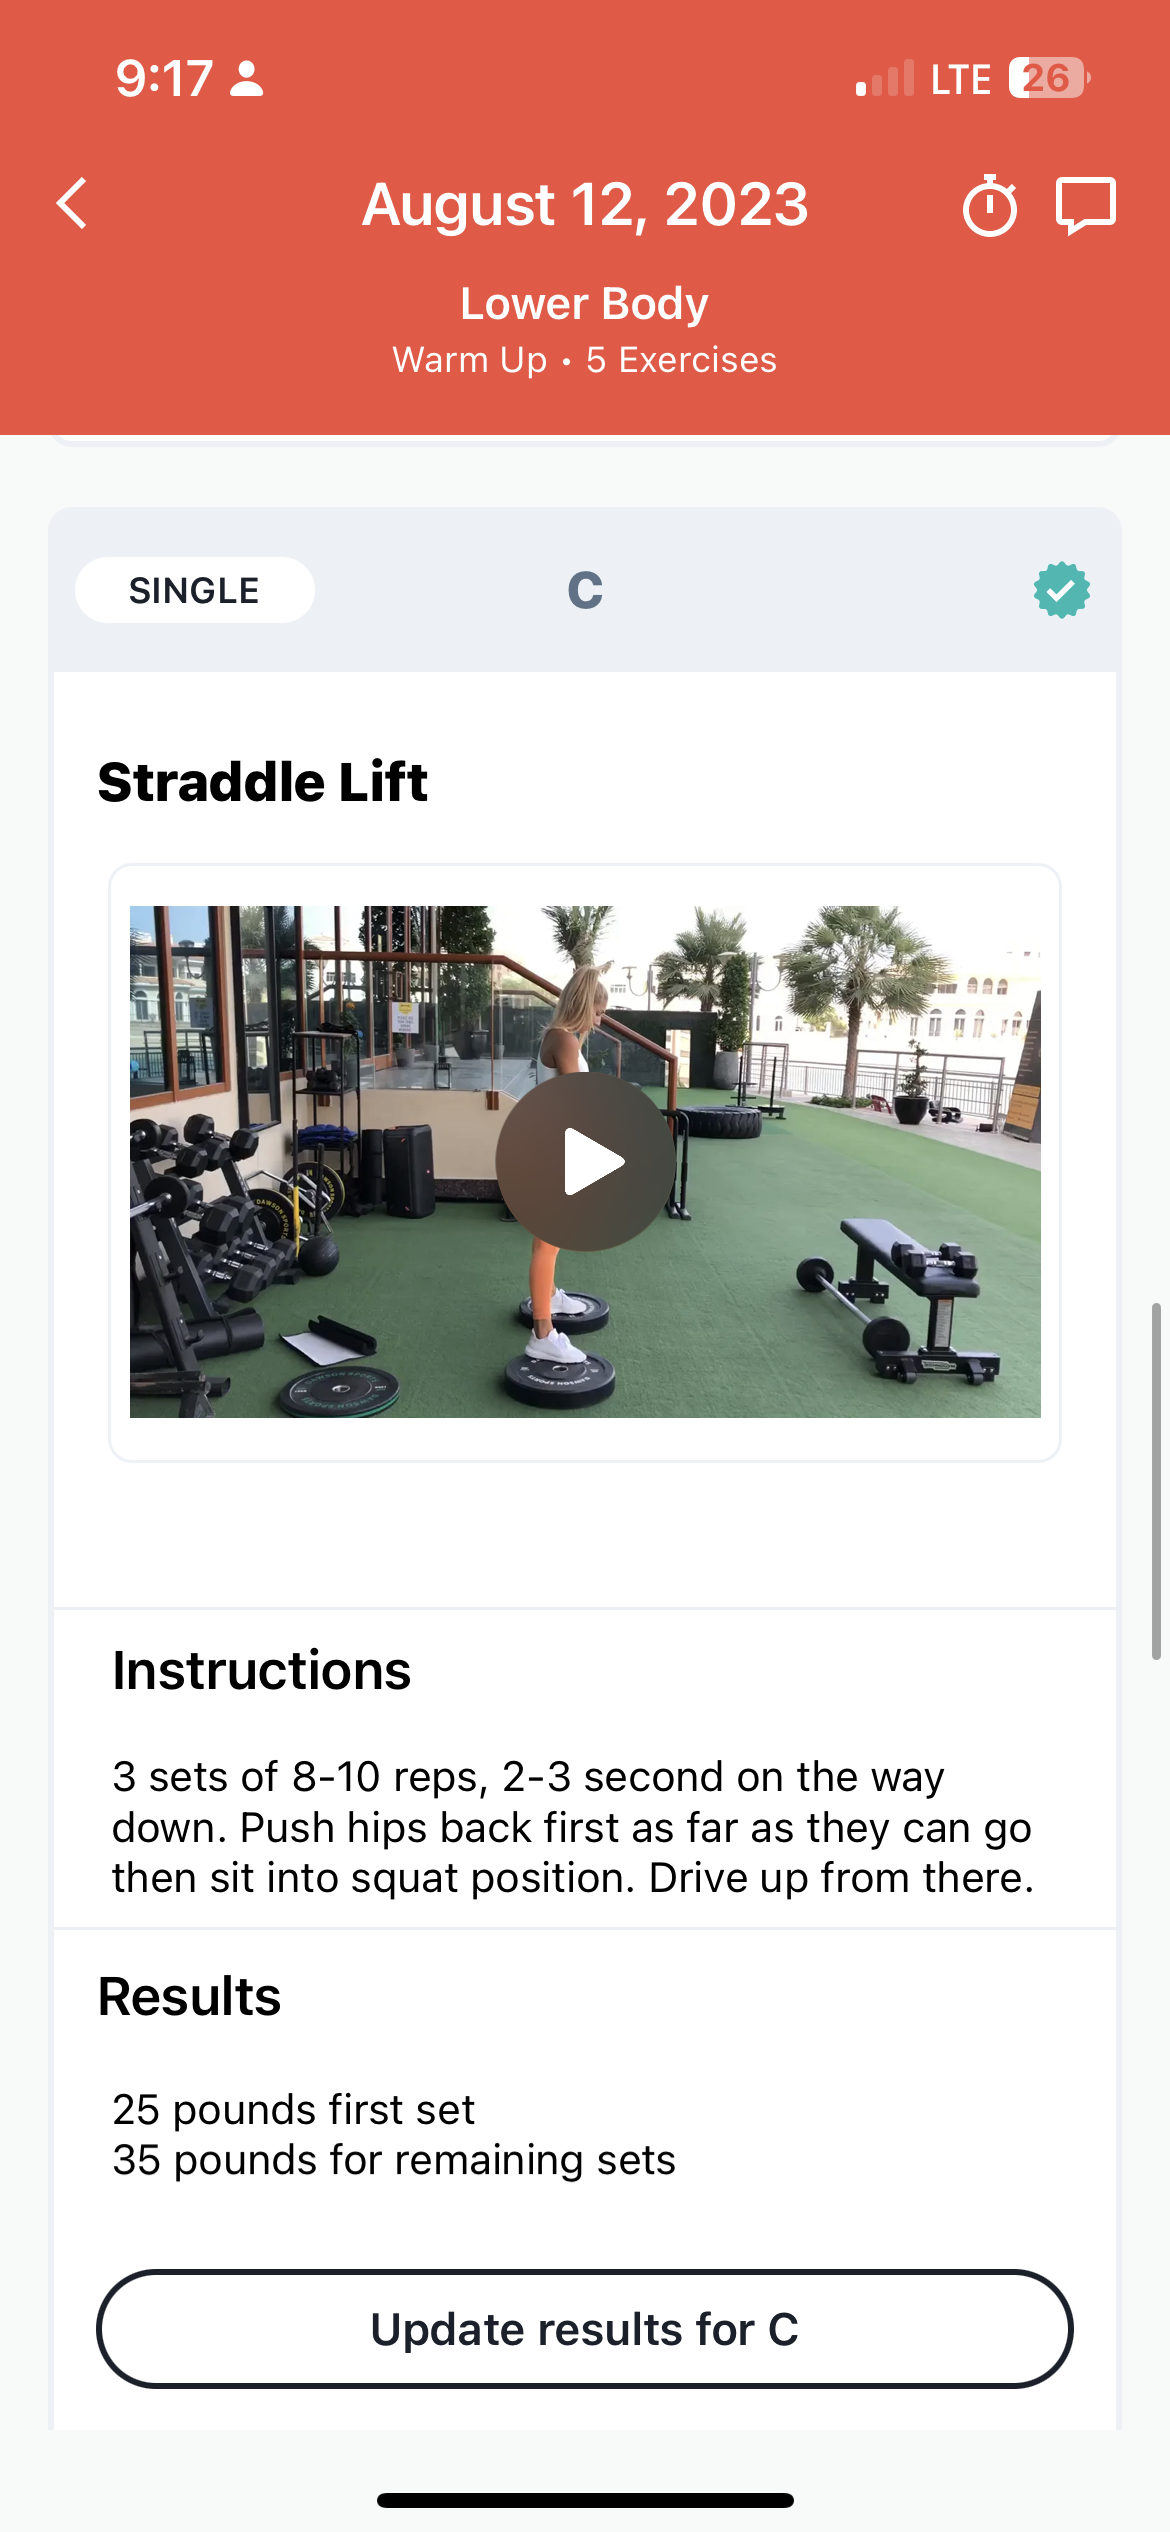 9:17
LTE 26
August 12, 2023
Lower Body
Warm Up • 5 Exercises
SINGLE
C
Straddle Lift
Instructions
3 sets of 8-10 reps, 2-3 second on the way
down. Push hips back first as far as they can go
then sit into squat position. Drive up from there.
Results
25 pounds first set
35 pounds for remaining sets
Update results for C